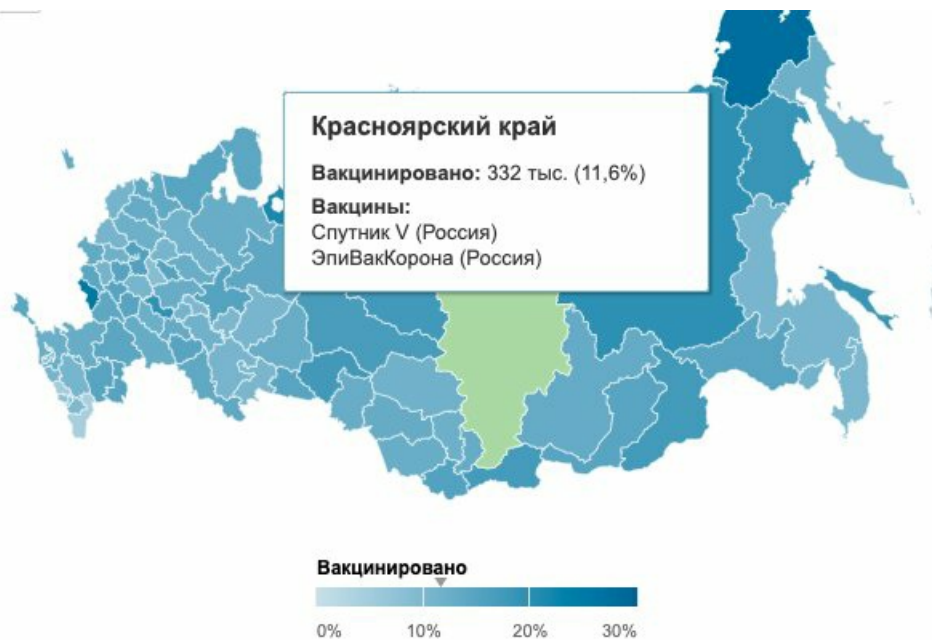 Красноярский край
Вакцинировано: 332 тыс. (11,6%)
Вакцины:
Спутник V (Россия)
ЭпиВакКорона (Россия)
Вакцинировано
0% 10% 20% 30%